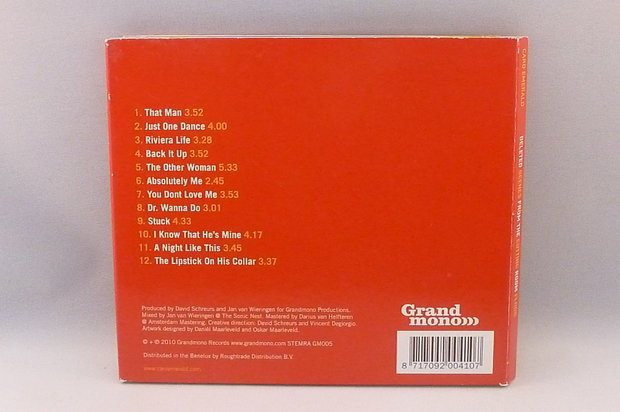 1. That Man 3.52
2. Just One Dance 4.00
3. Riviera Life 3.28
4. Back It Up 3.52
5. The Other Woman 5.33
6. Absolutely Me 2.45
7. You Dont Love Me 3.53
8. Dr. Wanna Do 3.01
9. Stuck 4.33
10. I Know That He's Mine 4.17
11. A Night Like This 3.45
12. The Lipstick On His Collar 3.37
Produced by David Schreurs and Jan van Wieringen for Grandmono Productions.
Mixed by Jan van Wieringen @ The Sonic Nest. Mastered by Darius van Helfteren
@ Amsterdam Mastering. Creative direction: David Schreurs and Vincent Degiorgio.
Artwork designed by Danaël Maarleveld and Oskar Maarleveld.
℗ + © 2010 Grandmono Records www.grandmono.com STEMRA GM005
Distributed in the Benelux by Roughtrade Distribution B.V.
www.caroemerald.com
Grand
mono
8 717092 004107
CARO EMERALD DELETED SCENES FROM THE CUTTING ROOM FLOOR